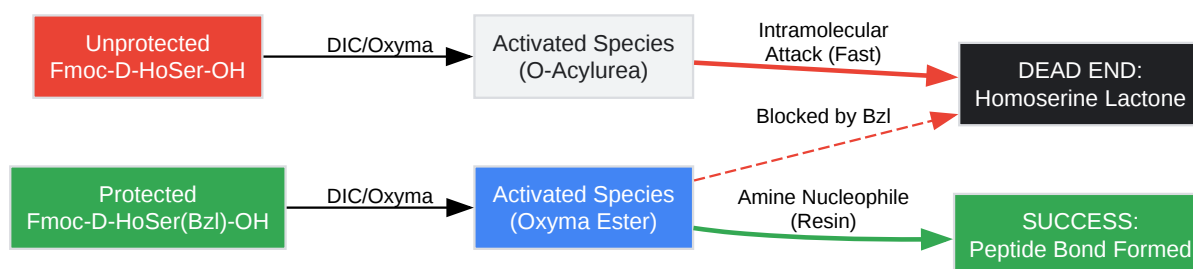 Unprotected
Fmoc-D-HoSer-OH
DIC/Oxyma
Activated Species
(O-Acylurea)
Intramolecular
Attack (Fast)
DEAD END:
Homoserine Lactone
Blocked by Bzl
Protected
Fmoc-D-HoSer(Bzl)-OH
DIC/Oxyma
Activated Species
(Oxyma Ester)
Amine Nucleophile
(Resin)
SUCCESS:
Peptide Bond Formed